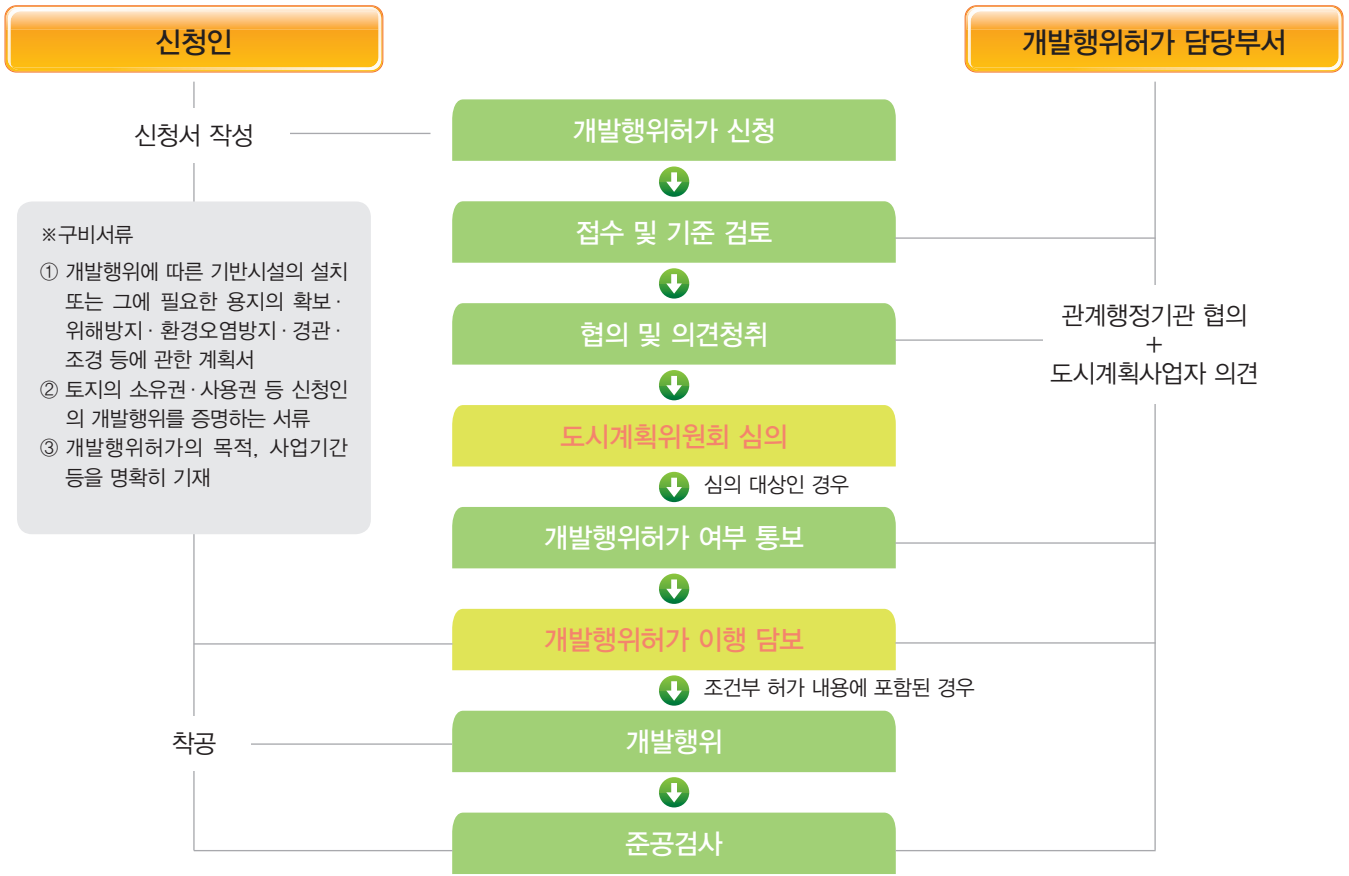 신청인
개발행위허가 담당부서
신청서 작성
개발행위허가 신청
접수 및 기준 검토
※구비서류
① 개발행위에 따른 기반시설의 설치
또는 그에 필요한 용지의 확보·
위해방지·환경오염방지·경관·
조경 등에 관한 계획서
② 토지의 소유권·사용권 등 신청인
의 개발행위를 증명하는 서류
③ 개발행위허가의 목적, 사업기간
등을 명확히 기재
협의 및 의견청취
관계행정기관 협의
+
도시계획사업자 의견
도시계획위원회 심의
심의 대상인 경우
개발행위허가 여부 통보
개발행위허가 이행 담보
조건부 허가 내용에 포함된 경우
착공
개발행위
준공검사